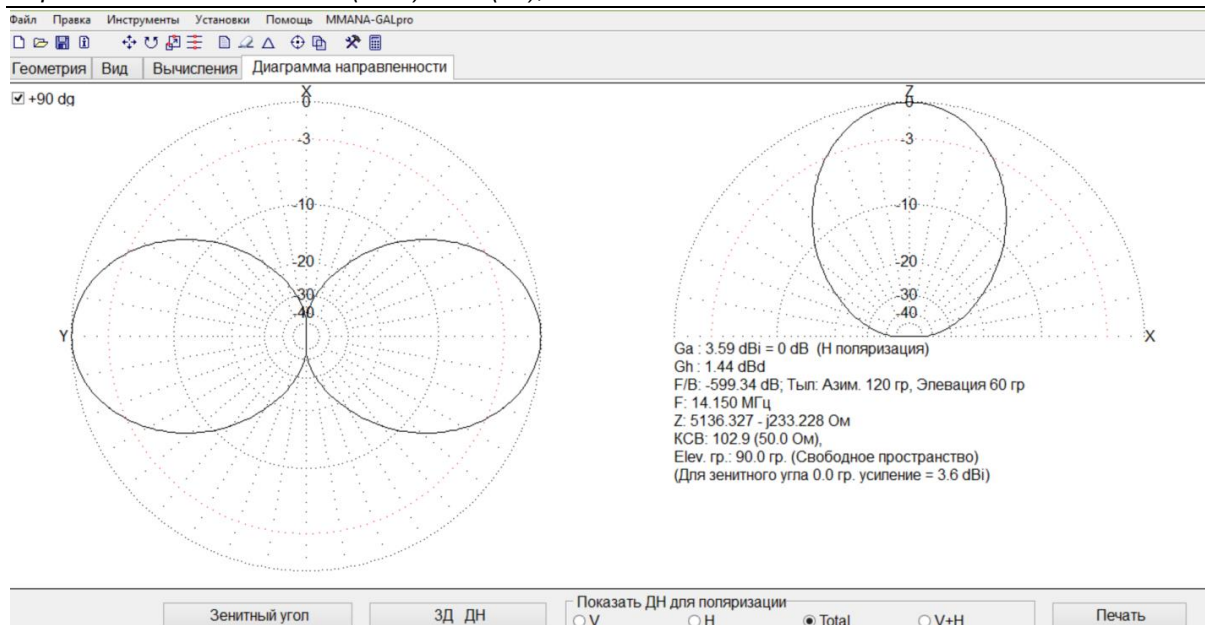 Файл Правка Инструменты Установки Помощь MMANA-GALpro
Геометрия Вид Вычисления Диаграмма направленности
+90 dg
X
0
-3
-10
-20
-30
-40
Y
Z
0
-3
-10
-20
-30
-40
X
Ga : 3.59 dBi = 0 dB (H поляризация)
Gh : 1.44 dBd
F/B: -599.34 dB; Тып: Азим. 120 гр, Элевация 60 гр
F: 14.150 МГц
Z: 5136.327 - j233.228 Ом
КСВ: 102.9 (50.0 Ом),
Elev. гр.: 90.0 гр. (Свободное пространство)
(Для зенитного угла 0.0 гр. усиление = 3.6 dBi)
Показать ДН для поляризации
Зенитный угол 3Д ДН V H Total V+H Печать